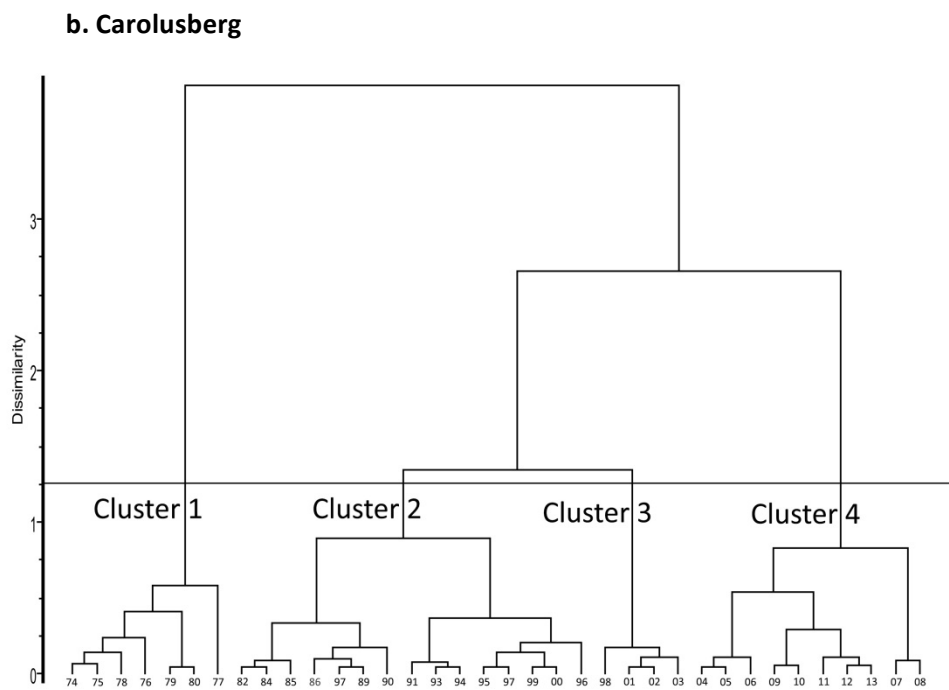 b. Carolusberg
3
2
1
0
Dissimilarity
Cluster 1
Cluster 2
Cluster 3
Cluster 4
74 75 78 76 79 80 77 82 84 85 86 97 89 90 91 93 94 95 97 99 00 96 98 01 02 03 04 05 06 09 10 11 12 13 07 08